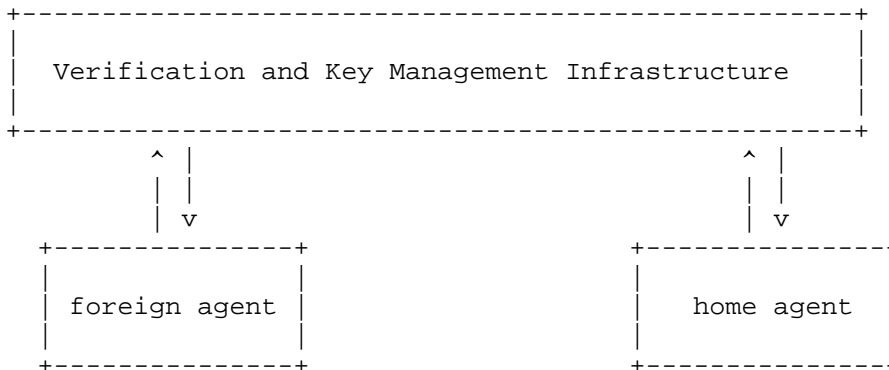 Verification and Key Management Infrastructure
foreign agent home agent